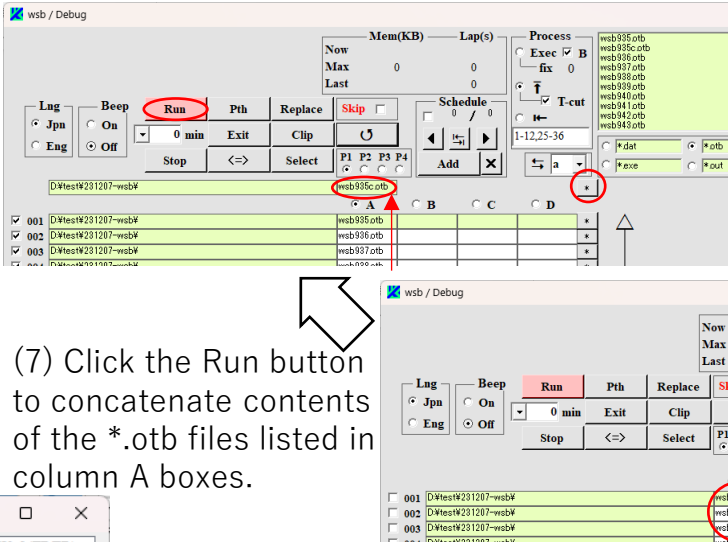 wsb / Debug
Mem(KB) Lap(s)
Now
Max 0 0
Last 0
Process
Exec B
fix 0
T-cut
1-12,25-36
a
wsb935.otb
wsb935c.otb
wsb936.otb
wsb937.otb
wsb938.otb
wsb939.otb
wsb940.otb
wsb941.otb
wsb942.otb
wsb943.otb
*.dat *.otb
*.exe *.out
Lng
Jpn
Eng
Beep
On
Off
Run Pth Replace Skip
0 min Exit Clip ↺
Stop <=> Select P1 P2 P3 P4
Schedule
0 / 0
Add X
D:¥test¥231207-wsb¥ wsb935c.otb *
A B C D
001 D:¥test¥231207-wsb¥ wsb935.otb *
002 D:¥test¥231207-wsb¥ wsb936.otb *
003 D:¥test¥231207-wsb¥ wsb937.otb *
(7) Click the Run button
to concatenate contents
of the *.otb files listed in
column A boxes.
wsb / Debug
Now
Max
Last
Lng
Jpn
Eng
Beep
On
Off
Run Pth Replace
0 min Exit Clip
Stop <=> Select P1
001 D:¥test¥231207-wsb¥
002 D:¥test¥231207-wsb¥
003 D:¥test¥231207-wsb¥